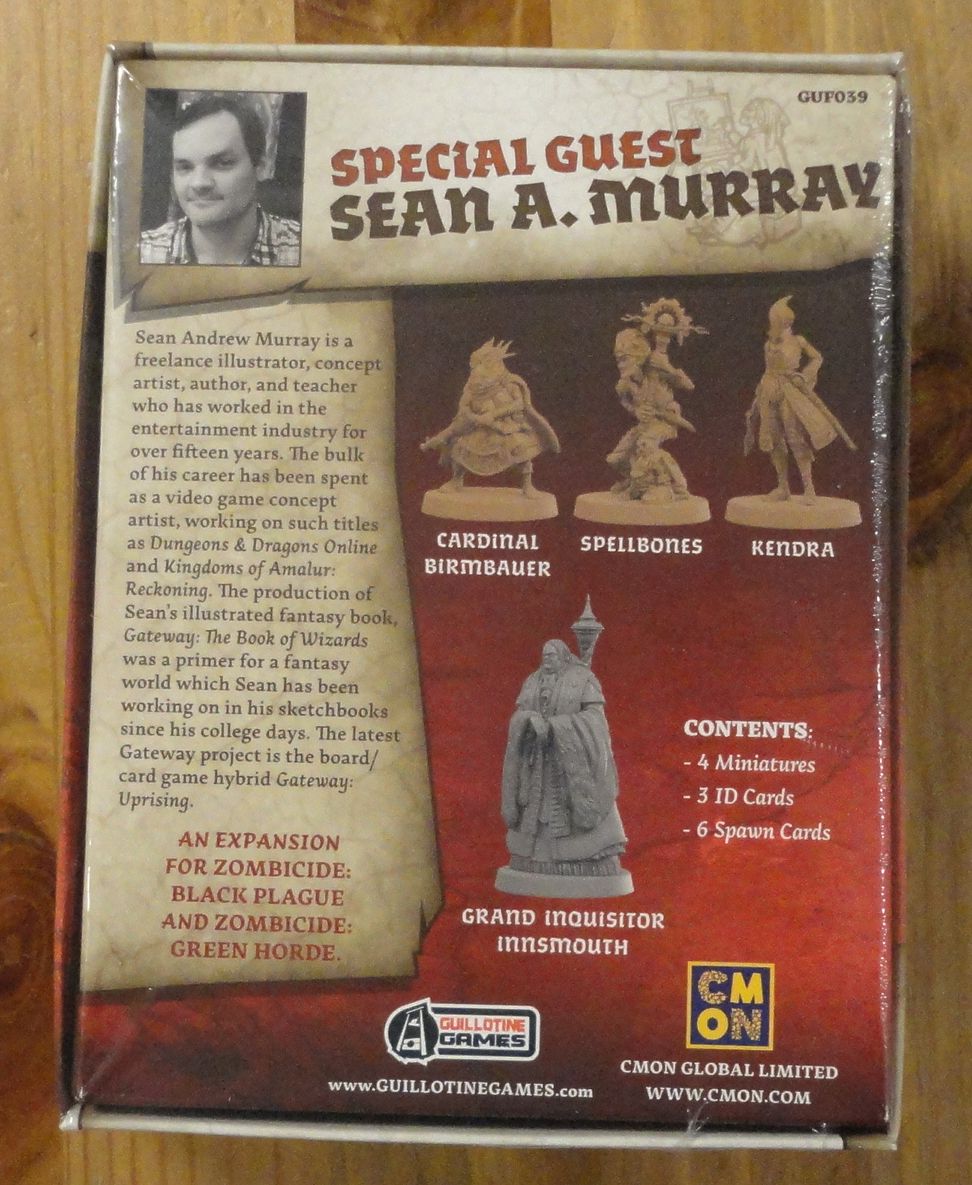 GUF039
SPECIAL GUEST
SEAN A. MURRAY
Sean Andrew Murray is a
freelance illustrator, concept
artist, author, and teacher
who has worked in the
entertainment industry for
over fifteen years. The bulk
of his career has been spent
as a video game concept
artist, working on such titles
as Dungeons & Dragons Online
and Kingdoms of Amalur:
Reckoning. The production of
Sean's illustrated fantasy book,
Gateway: The Book of Wizards
was a primer for a fantasy
world which Sean has been
working on in his sketchbooks
since his college days. The latest
Gateway project is the board/
card game hybrid Gateway:
Uprising.
AN EXPANSION
FOR ZOMBICIDE:
BLACK PLAGUE
AND ZOMBICIDE:
GREEN HORDE.
CARDINAL
BIRMBAUER
SPELLBONES
KENDRA
GRAND INQUISITOR
INNSMOUTH
CONTENTS:
- 4 Miniatures
- 3 ID Cards
- 6 Spawn Cards
GUILLOTINE
GAMES
www.GUILLOTINEGAMES.com
CM
ON
CMON GLOBAL LIMITED
WWW.CMON.COM